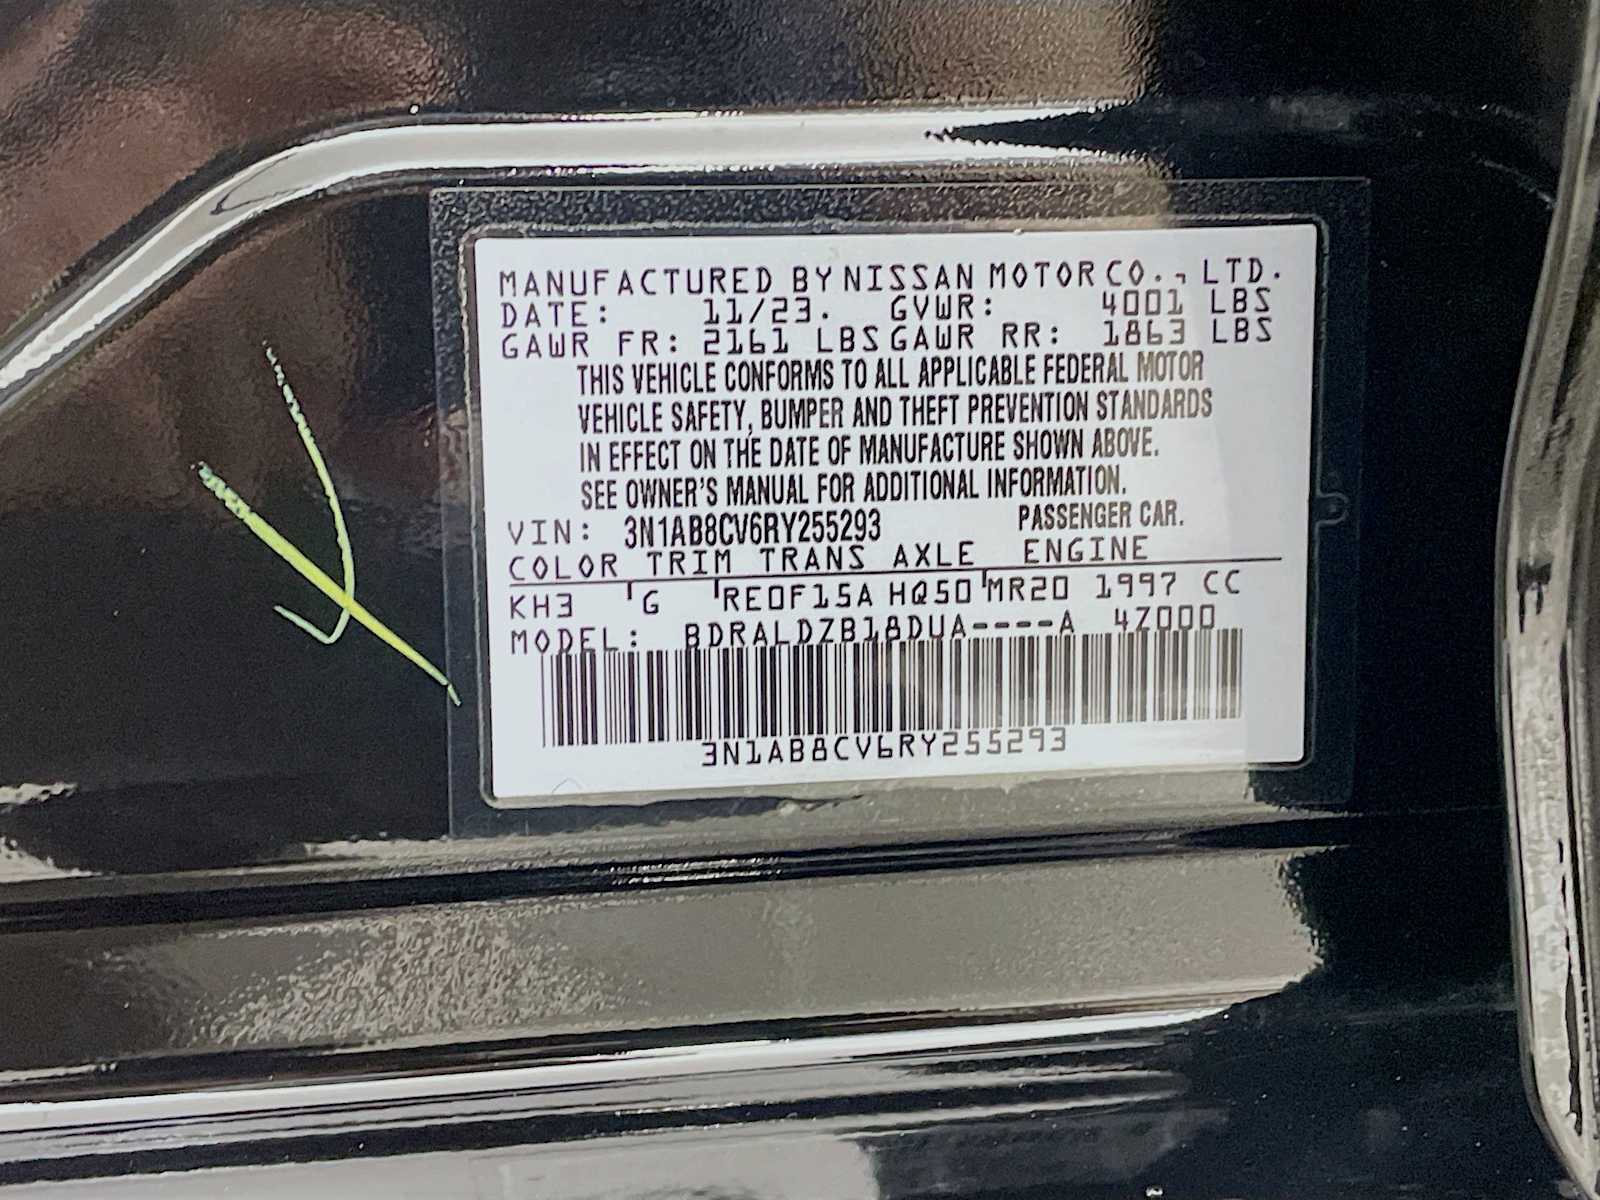 MANUFACTURED BY NISSAN MOTOR CO., LTD.
DATE: 11/23. GVWR: 4001 LBS
GAWR FR: 2161 LBS GAWR RR: 1863 LBS
THIS VEHICLE CONFORMS TO ALL APPLICABLE FEDERAL MOTOR
VEHICLE SAFETY, BUMPER AND THEFT PREVENTION STANDARDS
IN EFFECT ON THE DATE OF MANUFACTURE SHOWN ABOVE.
SEE OWNER'S MANUAL FOR ADDITIONAL INFORMATION.
VIN: 3N1AB8CV6RY255293 PASSENGER CAR.
COLOR TRIM TRANS AXLE ENGINE
KH3 G RE0F15A HQ50 MR20 1997 CC
MODEL: BDRALDZB18DUA----A 4Z000
3N1AB8CV6RY255293